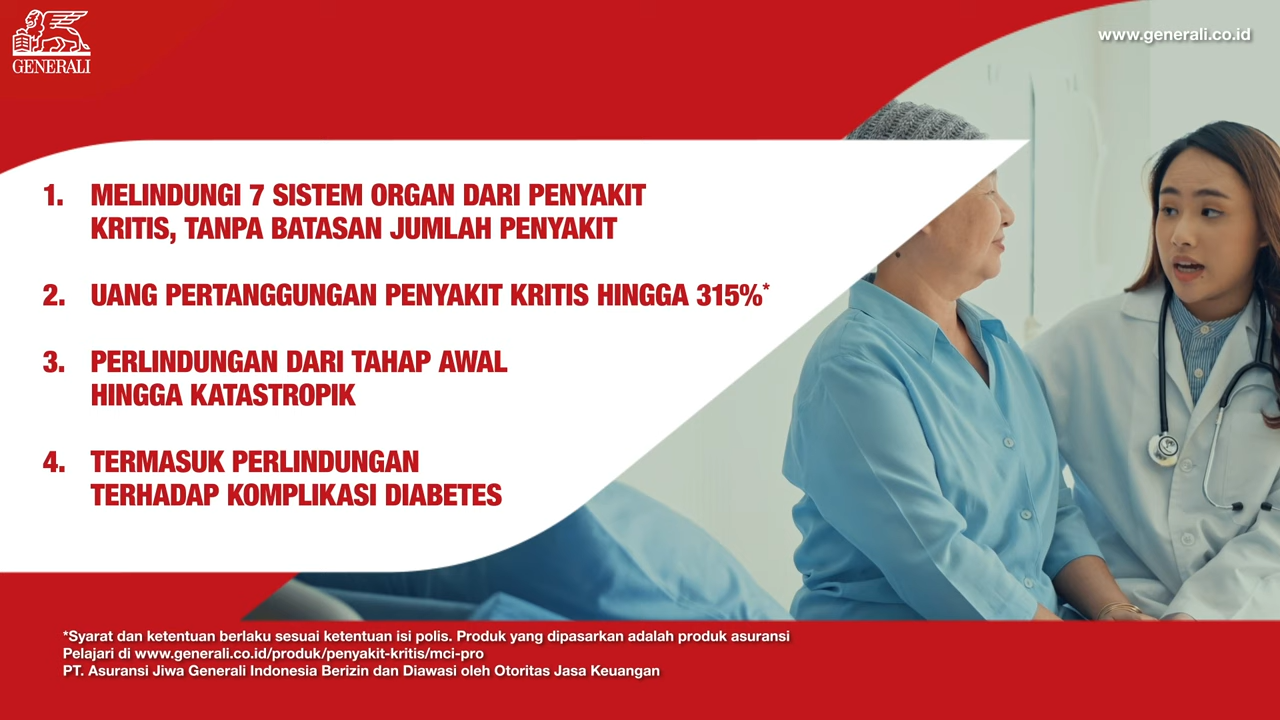 GENERALI
www.generali.co.id
1. MELINDUNGI 7 SISTEM ORGAN DARI PENYAKIT
KRITIS, TANPA BATASAN JUMLAH PENYAKIT
2. UANG PERTANGGUNGAN PENYAKIT KRITIS HINGGA 315%*
3. PERLINDUNGAN DARI TAHAP AWAL
HINGGA KATASTROPIK
4. TERMASUK PERLINDUNGAN
TERHADAP KOMPLIKASI DIABETES
*Syarat dan ketentuan berlaku sesuai ketentuan isi polis. Produk yang dipasarkan adalah produk asuransi
Pelajari di www.generali.co.id/produk/penyakit-kritis/mci-pro
PT. Asuransi Jiwa Generali Indonesia Berizin dan Diawasi oleh Otoritas Jasa Keuangan